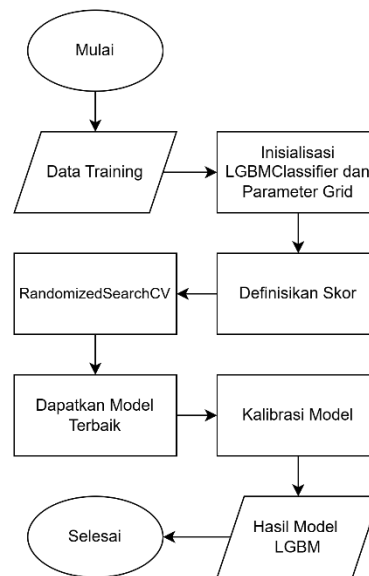 Mulai
Data Training
Inisialisasi
LGBMClassifier dan
Parameter Grid
Definisikan Skor
RandomizedSearchCV
Dapatkan Model
Terbaik
Kalibrasi Model
Hasil Model
LGBM
Selesai